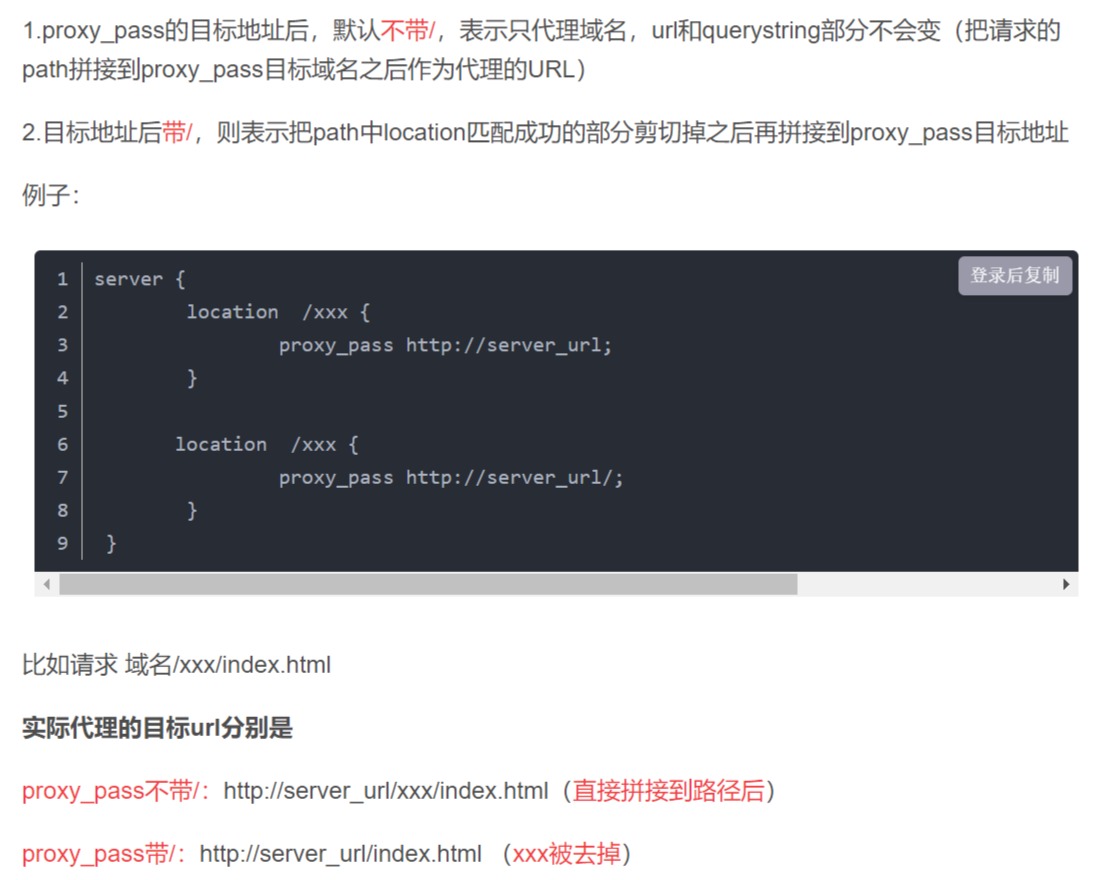 1.proxy_pass的目标地址后，默认不带/，表示只代理域名，url和querystring部分不会变（把请求的
path拼接到proxy_pass目标域名之后作为代理的URL）
2.目标地址后带/，则表示把path中location匹配成功的部分剪切掉之后再拼接到proxy_pass目标地址
例子：
登录后复制
1 server {
2         location  /xxx {
3                 proxy_pass http://server_url;
4         }
5
6        location  /xxx {
7                 proxy_pass http://server_url/;
8         }
9  }
比如请求 域名/xxx/index.html
实际代理的目标url分别是
proxy_pass不带/：http://server_url/xxx/index.html（直接拼接到路径后）
proxy_pass带/：http://server_url/index.html （xxx被去掉）